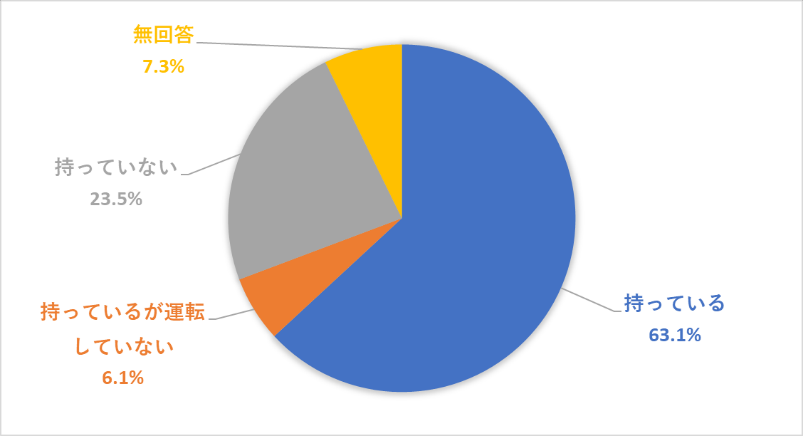 無回答
7.3%
持っていない
23.5%
持っているが運転
していない
6.1%
持っている
63.1%